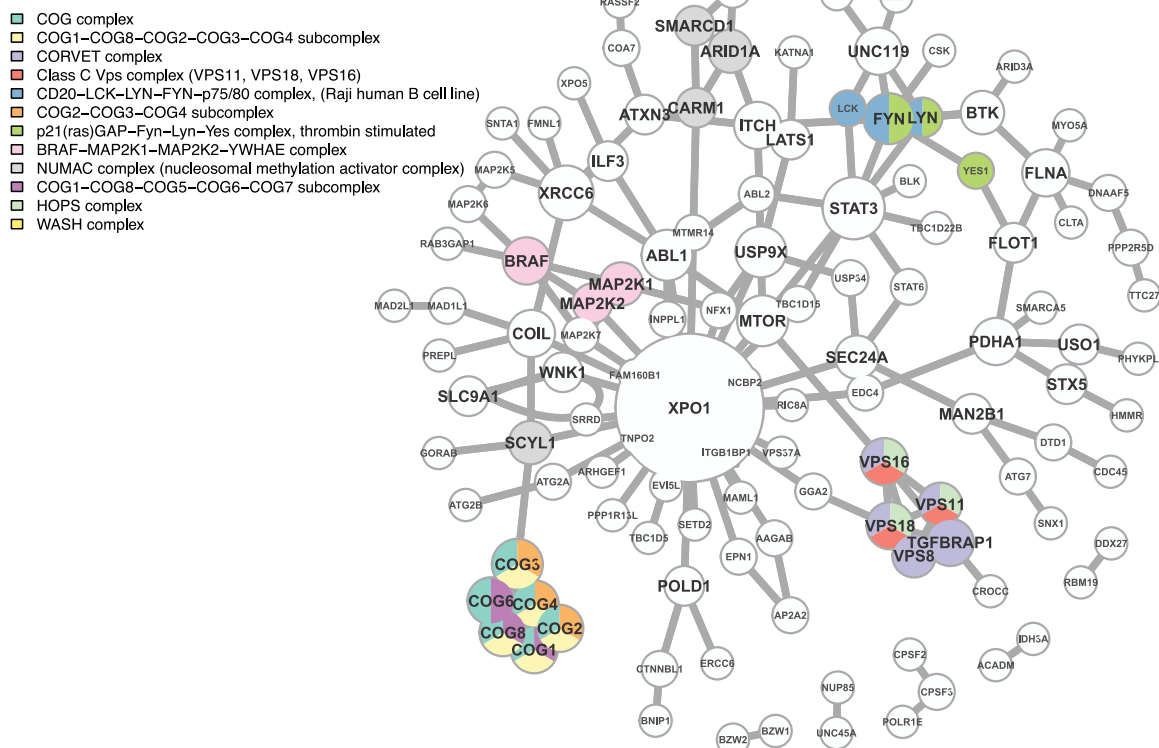 COG complex
COG1–COG8–COG2–COG3–COG4 subcomplex
CORVET complex
Class C Vps complex (VPS11, VPS18, VPS16)
CD20–LCK–LYN–FYN–p75/80 complex, (Raji human B cell line)
COG2–COG3–COG4 subcomplex
p21(ras)GAP–Fyn–Lyn–Yes complex, thrombin stimulated
BRAF–MAP2K1–MAP2K2–YWHAE complex
NUMAC complex (nucleosomal methylation activator complex)
COG1–COG8–COG5–COG6–COG7 subcomplex
HOPS complex
WASH complex
RASSF2
SMARCD1
COA7
ARID1A
KATNA1
UNC119
CSK
ARID3A
XPO5
ATXN3
CARM1
ITCH
LATS1
LCK
FYN
LYN
BTK
SNTA1
FMNL1
MYO5A
ILF3
MAP2K5
XRCC6
ABL2
BLK
YES1
FLNA
DNAAF5
MAP2K6
STAT3
TBC1D22B
CLTA
MTMR14
RAB3GAP1
BRAF
ABL1
USP9X
FLOT1
PPP2R5D
MAP2K1
USP34
STAT6
TTC27
MAP2K2
MAD2L1
MAD1L1
INPPL1
NFX1
MTOR
TBC1D15
SMARCA5
COIL
MAP2K7
PDHA1
USO1
PREPL
SEC24A
PHYKPL
WNK1
FAM160B1
NCBP2
STX5
SLC9A1
XPO1
RIC8A
EDC4
MAN2B1
HMMR
SRRD
SCYL1
TNPO2
ITGB1BP1
VPS37A
DTD1
GORAB
ARHGEF1
VPS16
CDC45
ATG2A
EVI5L
MAML1
GGA2
ATG7
ATG2B
VPS11
PPP1R13L
SETD2
VPS18
SNX1
TBC1D5
AAGAB
TGFBRAP1
DDX27
EPN1
VPS8
COG3
RBM19
POLD1
CROCC
COG6
COG4
AP2A2
COG8
COG2
COG1
IDH3A
CTNNBL1
ERCC6
CPSF2
ACADM
NUP85
CPSF3
BNIP1
POLR1E
BZW2
BZW1
UNC45A